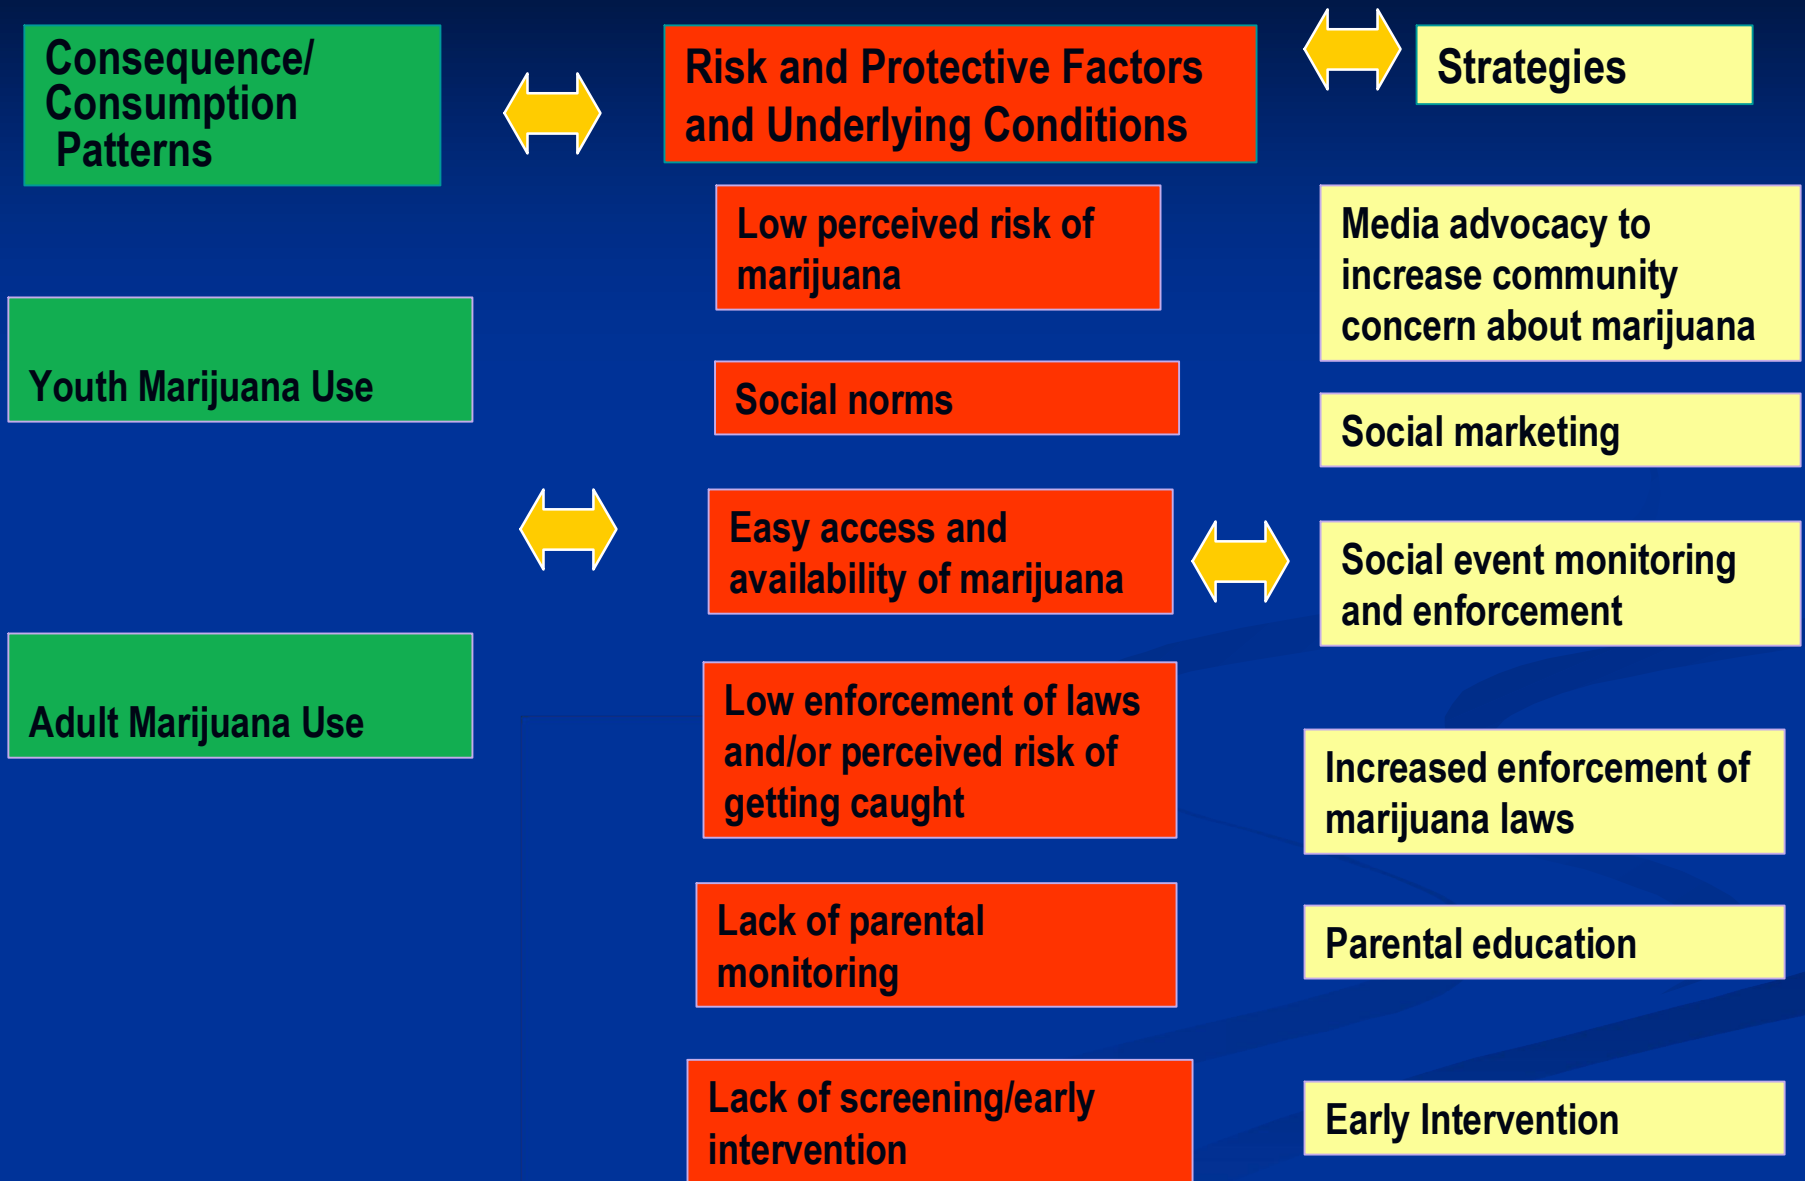 Consequence/
Consumption
Patterns
Risk and Protective Factors
and Underlying Conditions
Strategies
Low perceived risk of
marijuana
Media advocacy to
increase community
concern about marijuana
Youth Marijuana Use
Social norms
Social marketing
Easy access and
availability of marijuana
Social event monitoring
and enforcement
Adult Marijuana Use
Low enforcement of laws
and/or perceived risk of
getting caught
Increased enforcement of
marijuana laws
Lack of parental
monitoring
Parental education
Lack of screening/early
intervention
Early Intervention